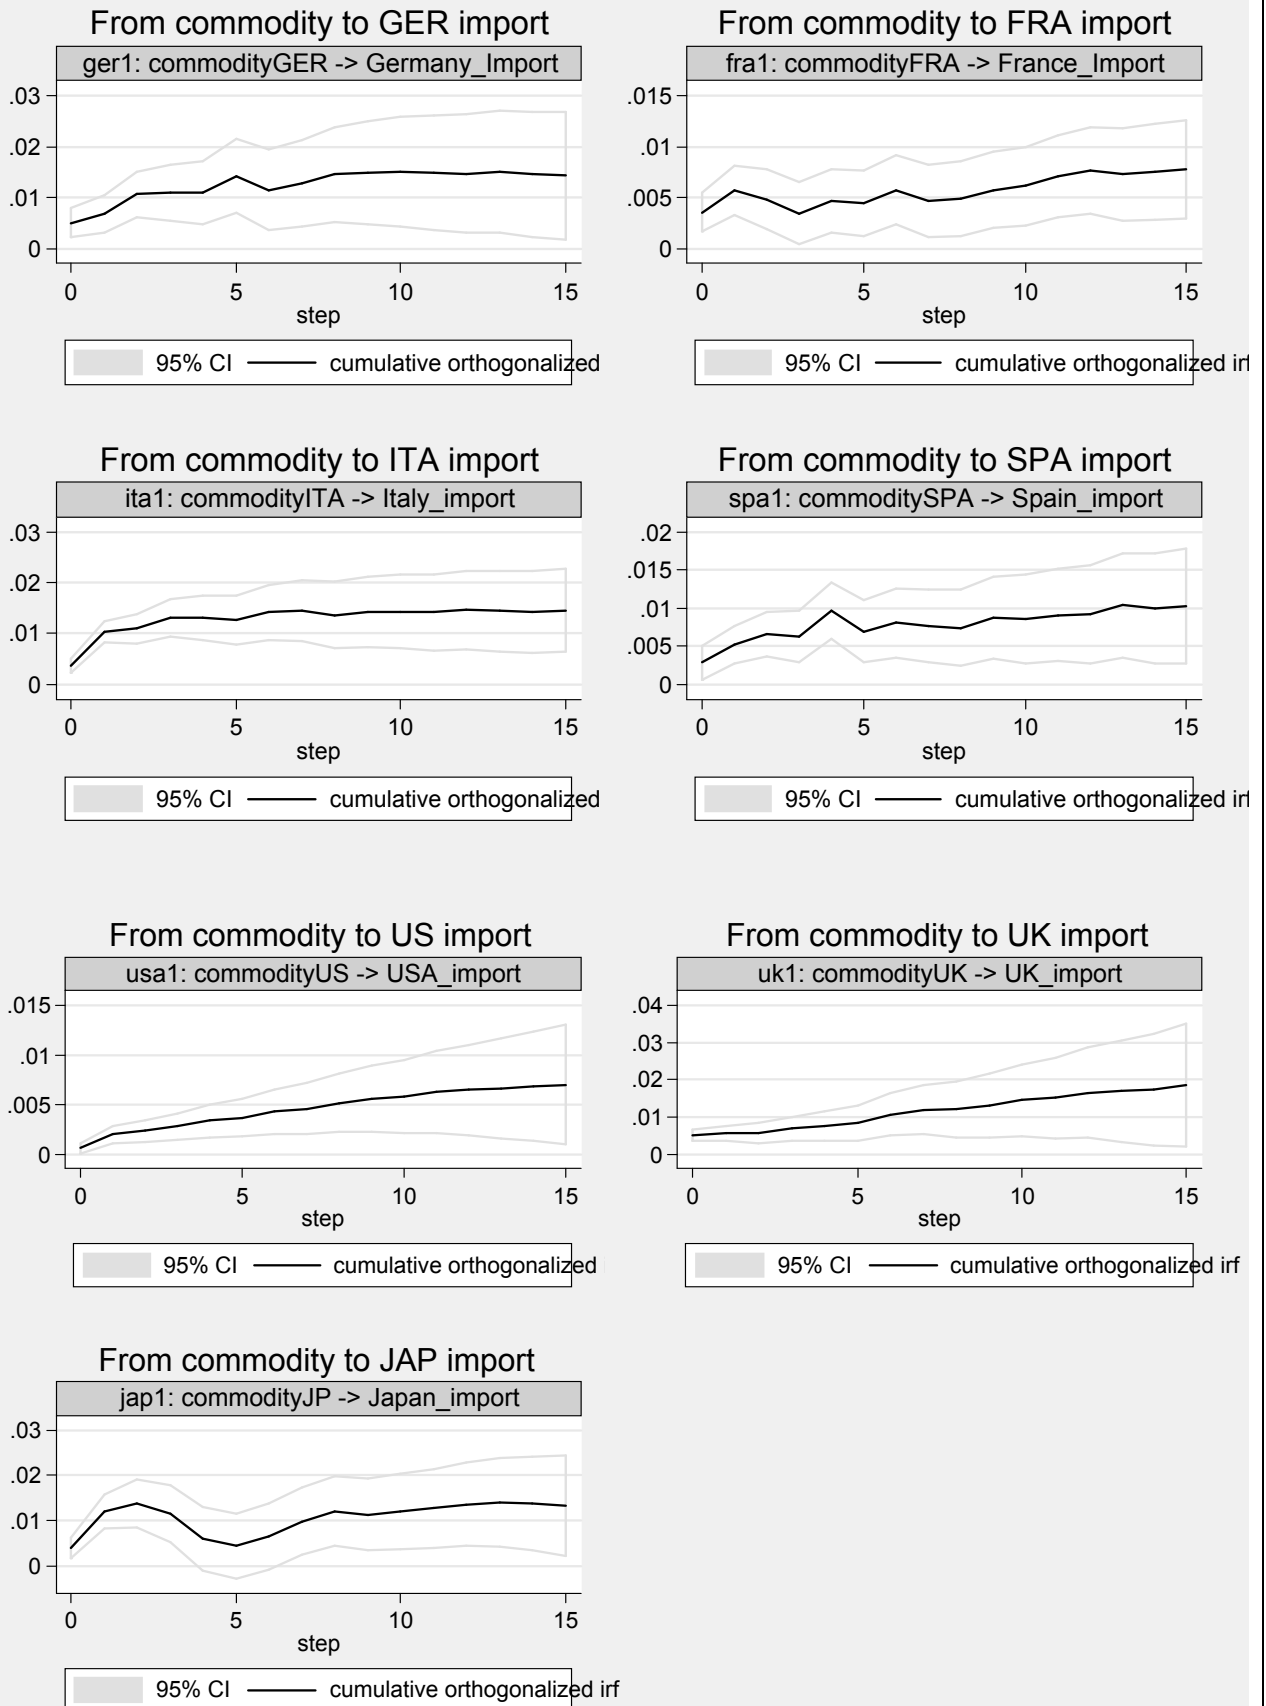 From commodity to GER import
ger1: commodityGER -> Germany_Import
.03
.02
.01
0
0 5 10 15
step
95% CI cumulative orthogonalized
From commodity to FRA import
fra1: commodityFRA -> France_Import
.015
.01
.005
0
0 5 10 15
step
95% CI cumulative orthogonalized irf
From commodity to ITA import
ita1: commodityITA -> Italy_import
.03
.02
.01
0
0 5 10 15
step
95% CI cumulative orthogonalized
From commodity to SPA import
spa1: commoditySPA -> Spain_import
.02
.015
.01
.005
0
0 5 10 15
step
95% CI cumulative orthogonalized irf
From commodity to US import
usa1: commodityUS -> USA_import
.015
.01
.005
0
0 5 10 15
step
95% CI cumulative orthogonalized
From commodity to UK import
uk1: commodityUK -> UK_import
.04
.03
.02
.01
0
0 5 10 15
step
95% CI cumulative orthogonalized irf
From commodity to JAP import
jap1: commodityJP -> Japan_import
.03
.02
.01
0
0 5 10 15
step
95% CI cumulative orthogonalized irf